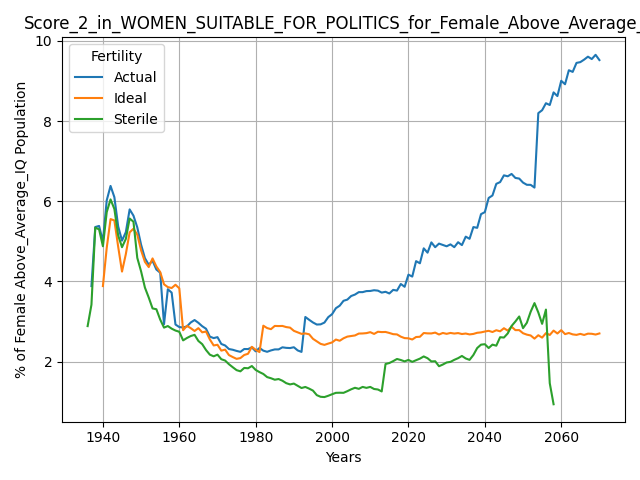 Score_2_in_WOMEN_SUITABLE_FOR_POLITICS_for_Female_Above_Average_
10
8
6
4
2
% of Female Above_Average_IQ Population
Fertility
Actual
Ideal
Sterile
1940 1960 1980 2000 2020 2040 2060
Years